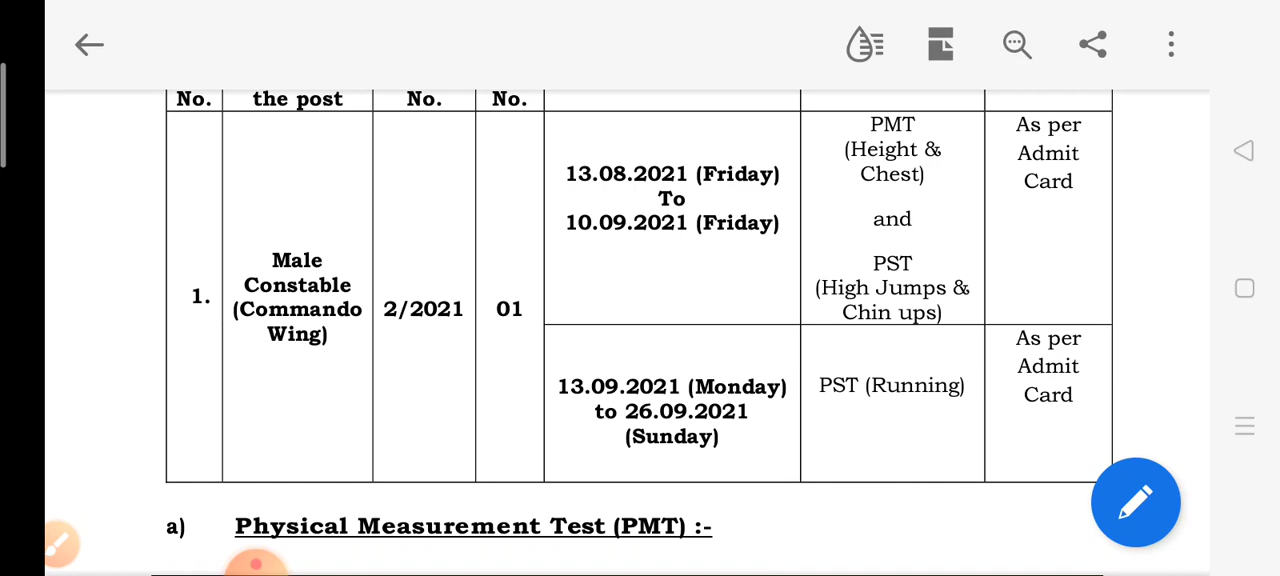 No.
the post
No.
No.
1.
Male
Constable
(Commando
Wing)
2/2021
01
13.08.2021 (Friday)
To
10.09.2021 (Friday)
PMT
(Height &
Chest)
and
PST
(High Jumps &
Chin ups)
As per
Admit
Card
13.09.2021 (Monday)
to 26.09.2021
(Sunday)
PST (Running)
As per
Admit
Card
a) Physical Measurement Test (PMT) :-